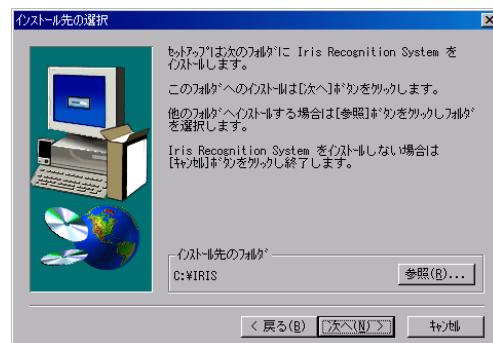 インストール先の選択
ｾｯﾄｱｯﾌﾟは次のﾌｫﾙﾀﾞに Iris Recognition System を
ｲﾝｽﾄｰﾙします。
このﾌｫﾙﾀﾞへのｲﾝｽﾄｰﾙは[次へ]ﾎﾞﾀﾝをｸﾘｯｸします。
他のﾌｫﾙﾀﾞへｲﾝｽﾄｰﾙする場合は[参照]ﾎﾞﾀﾝをｸﾘｯｸしﾌｫﾙﾀﾞ
を選択します。
Iris Recognition System をｲﾝｽﾄｰﾙしない場合は
[ｷｬﾝｾﾙ]ﾎﾞﾀﾝをｸﾘｯｸし終了します。
ｲﾝｽﾄｰﾙ先のﾌｫﾙﾀﾞ
C:¥IRIS
参照(R)...
< 戻る(B)
次へ(N) >
ｷｬﾝｾﾙ